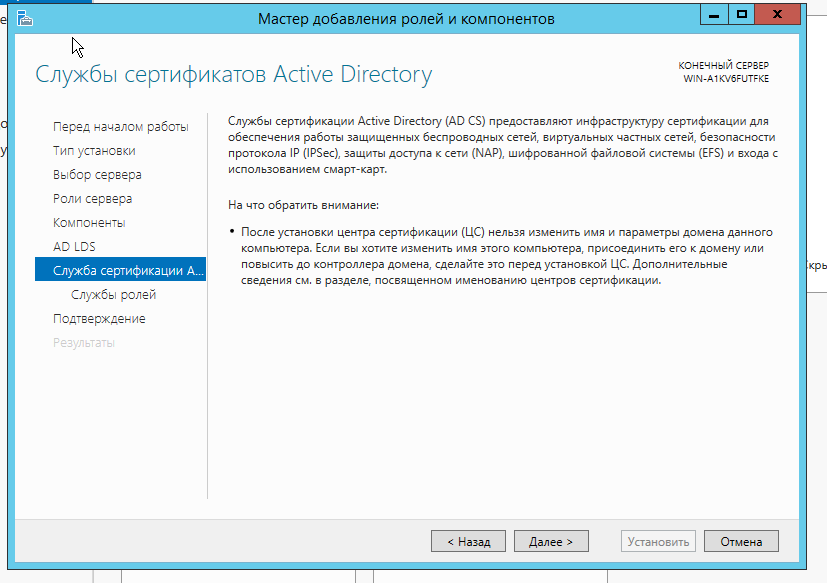 Мастер добавления ролей и компонентов
Службы сертификатов Active Directory
КОНЕЧНЫЙ СЕРВЕР
WIN-A1KV6FUTFKE
Перед началом работы
Тип установки
Выбор сервера
Роли сервера
Компоненты
AD LDS
Служба сертификации A...
Службы ролей
Подтверждение
Результаты
Службы сертификации Active Directory (AD CS) предоставляют инфраструктуру сертификации для
обеспечения работы защищенных беспроводных сетей, виртуальных частных сетей, безопасности
протокола IP (IPSec), защиты доступа к сети (NAP), шифрованной файловой системы (EFS) и входа с
использованием смарт-карт.
На что обратить внимание:
• После установки центра сертификации (ЦС) нельзя изменить имя и параметры домена данного
компьютера. Если вы хотите изменить имя этого компьютера, присоединить его к домену или
повысить до контроллера домена, сделайте это перед установкой ЦС. Дополнительные
сведения см. в разделе, посвященном именованию центров сертификации.
< Назад
Далее >
Установить
Отмена